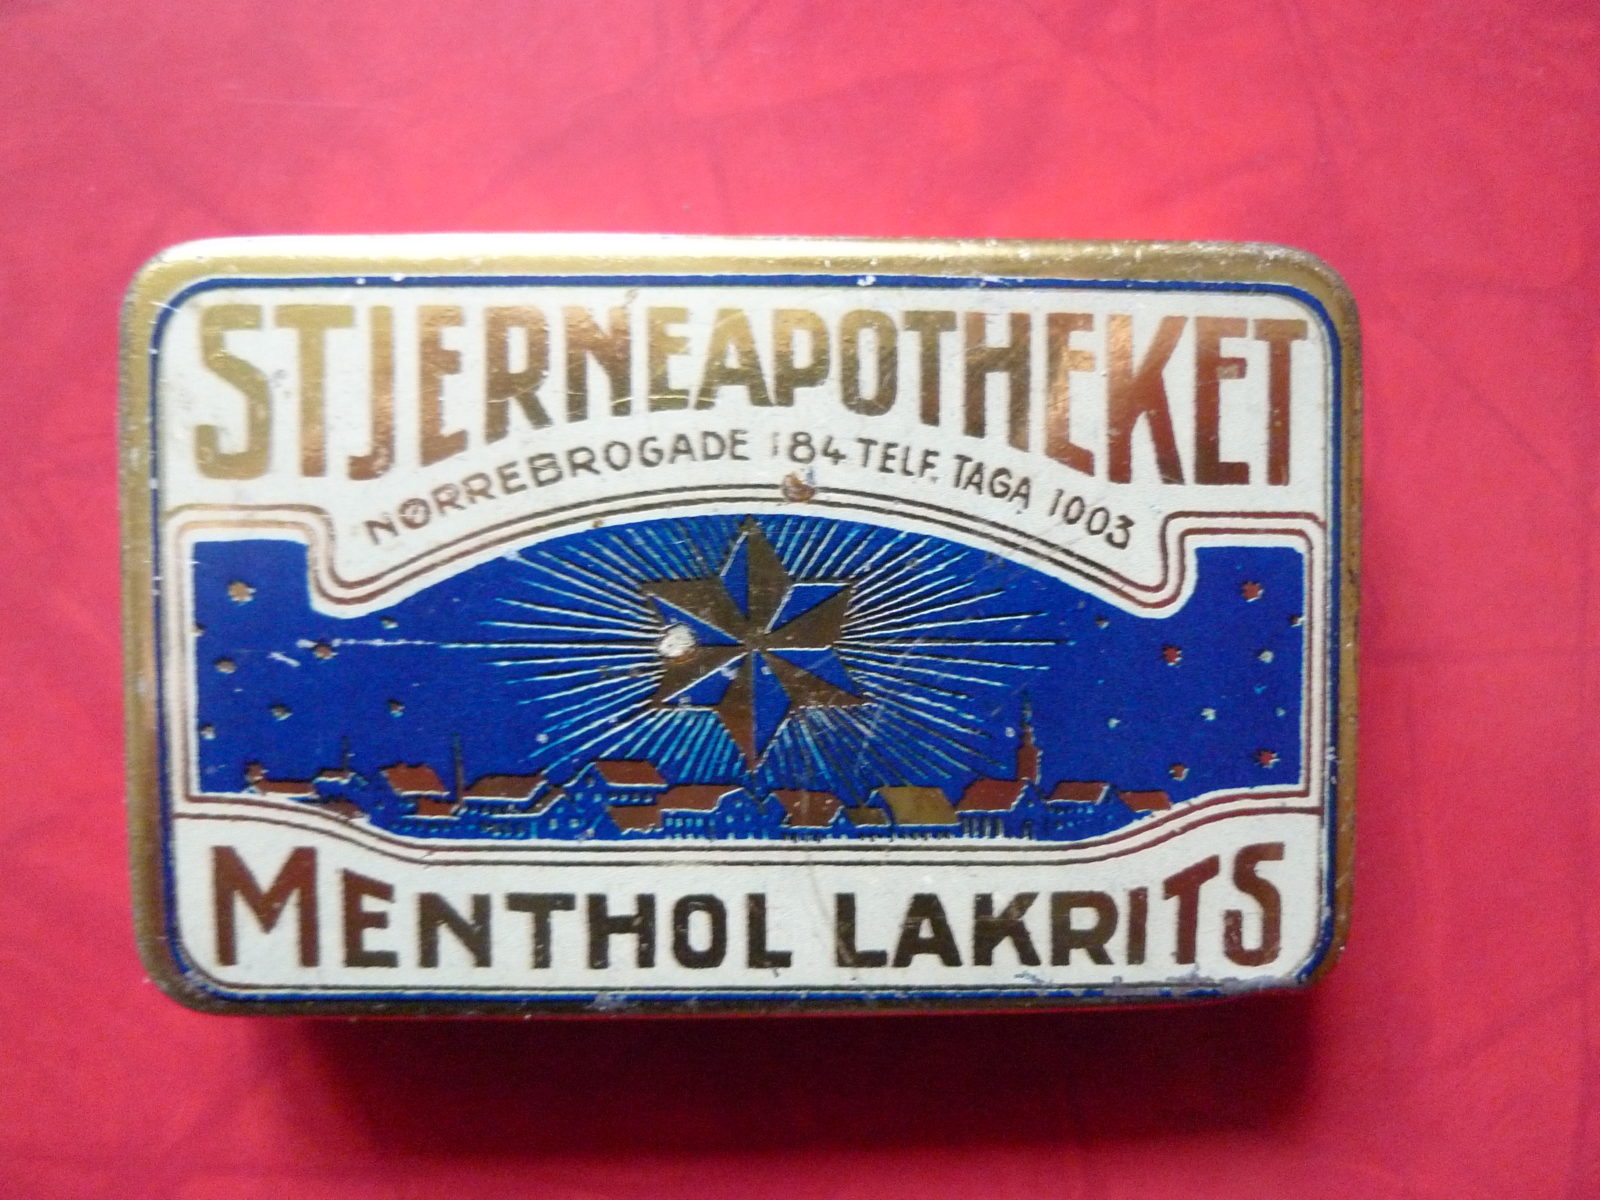 STJERNEAPOTHEKET
NØRREBROGADE 184 TELF. TAGA 1003
MENTHOL LAKRITS